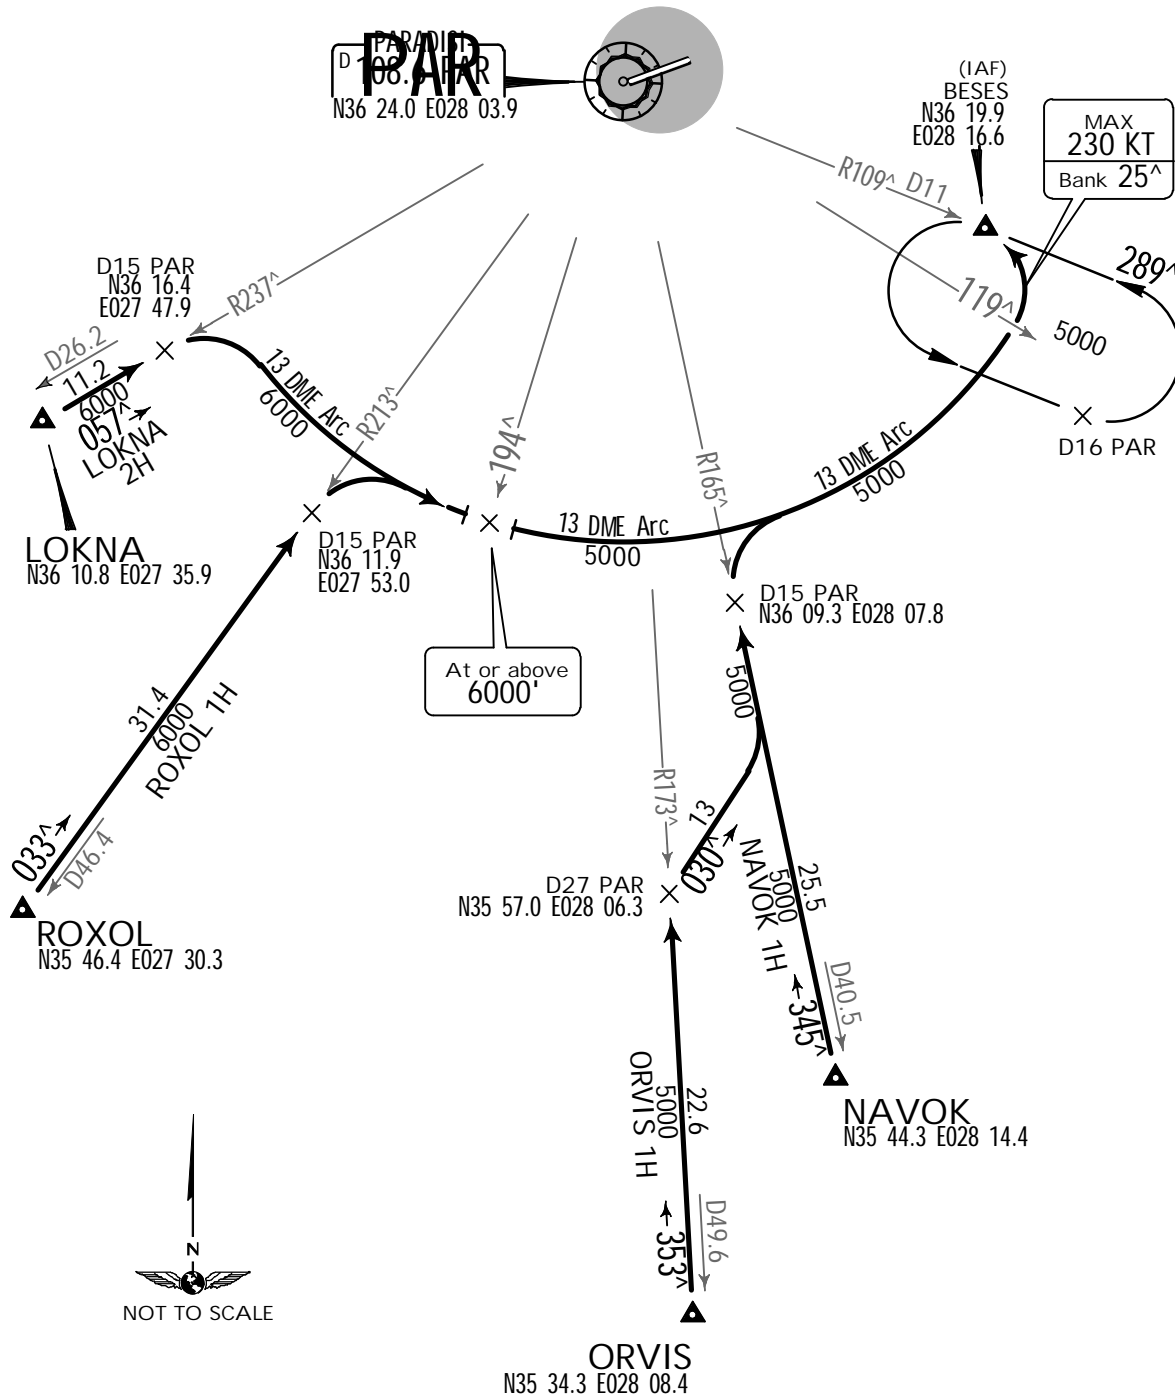 PARADISI
PAR
D
PAR
N36 24.0 E028 03.9
(IAF)
BESES
N36 19.9
E028 16.6
MAX
230 KT
Bank 25^
R109^ D11
289^
119^
5000
D16 PAR
D15 PAR
N36 16.4
E027 47.9
R237^
D26.2
11.2
6000
057^
LOKNA
2H
13 DME Arc
6000
R213^
194^
R165^
13 DME Arc
5000
LOKNA
N36 10.8 E027 35.9
D15 PAR
N36 11.9
E027 53.0
13 DME Arc
5000
D15 PAR
N36 09.3 E028 07.8
At or above
6000'
31.4
6000
ROXOL 1H
5000
R173^
13
030^
033^
D46.4
D27 PAR
N35 57.0 E028 06.3
25.5
5000
NAVOK 1H
345^
D40.5
ROXOL
N35 46.4 E027 30.3
22.6
5000
ORVIS 1H
353^
D49.6
NAVOK
N35 44.3 E028 14.4
N
NOT TO SCALE
ORVIS
N35 34.3 E028 08.4